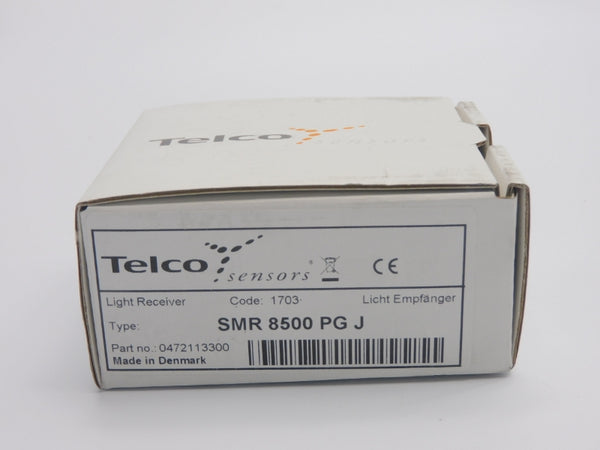 Telco sensors
Telco sensors ® CE
Light Receiver Code: 1703 Licht Empfänger
Type: SMR 8500 PG J
Part no.: 0472113300
Made in Denmark